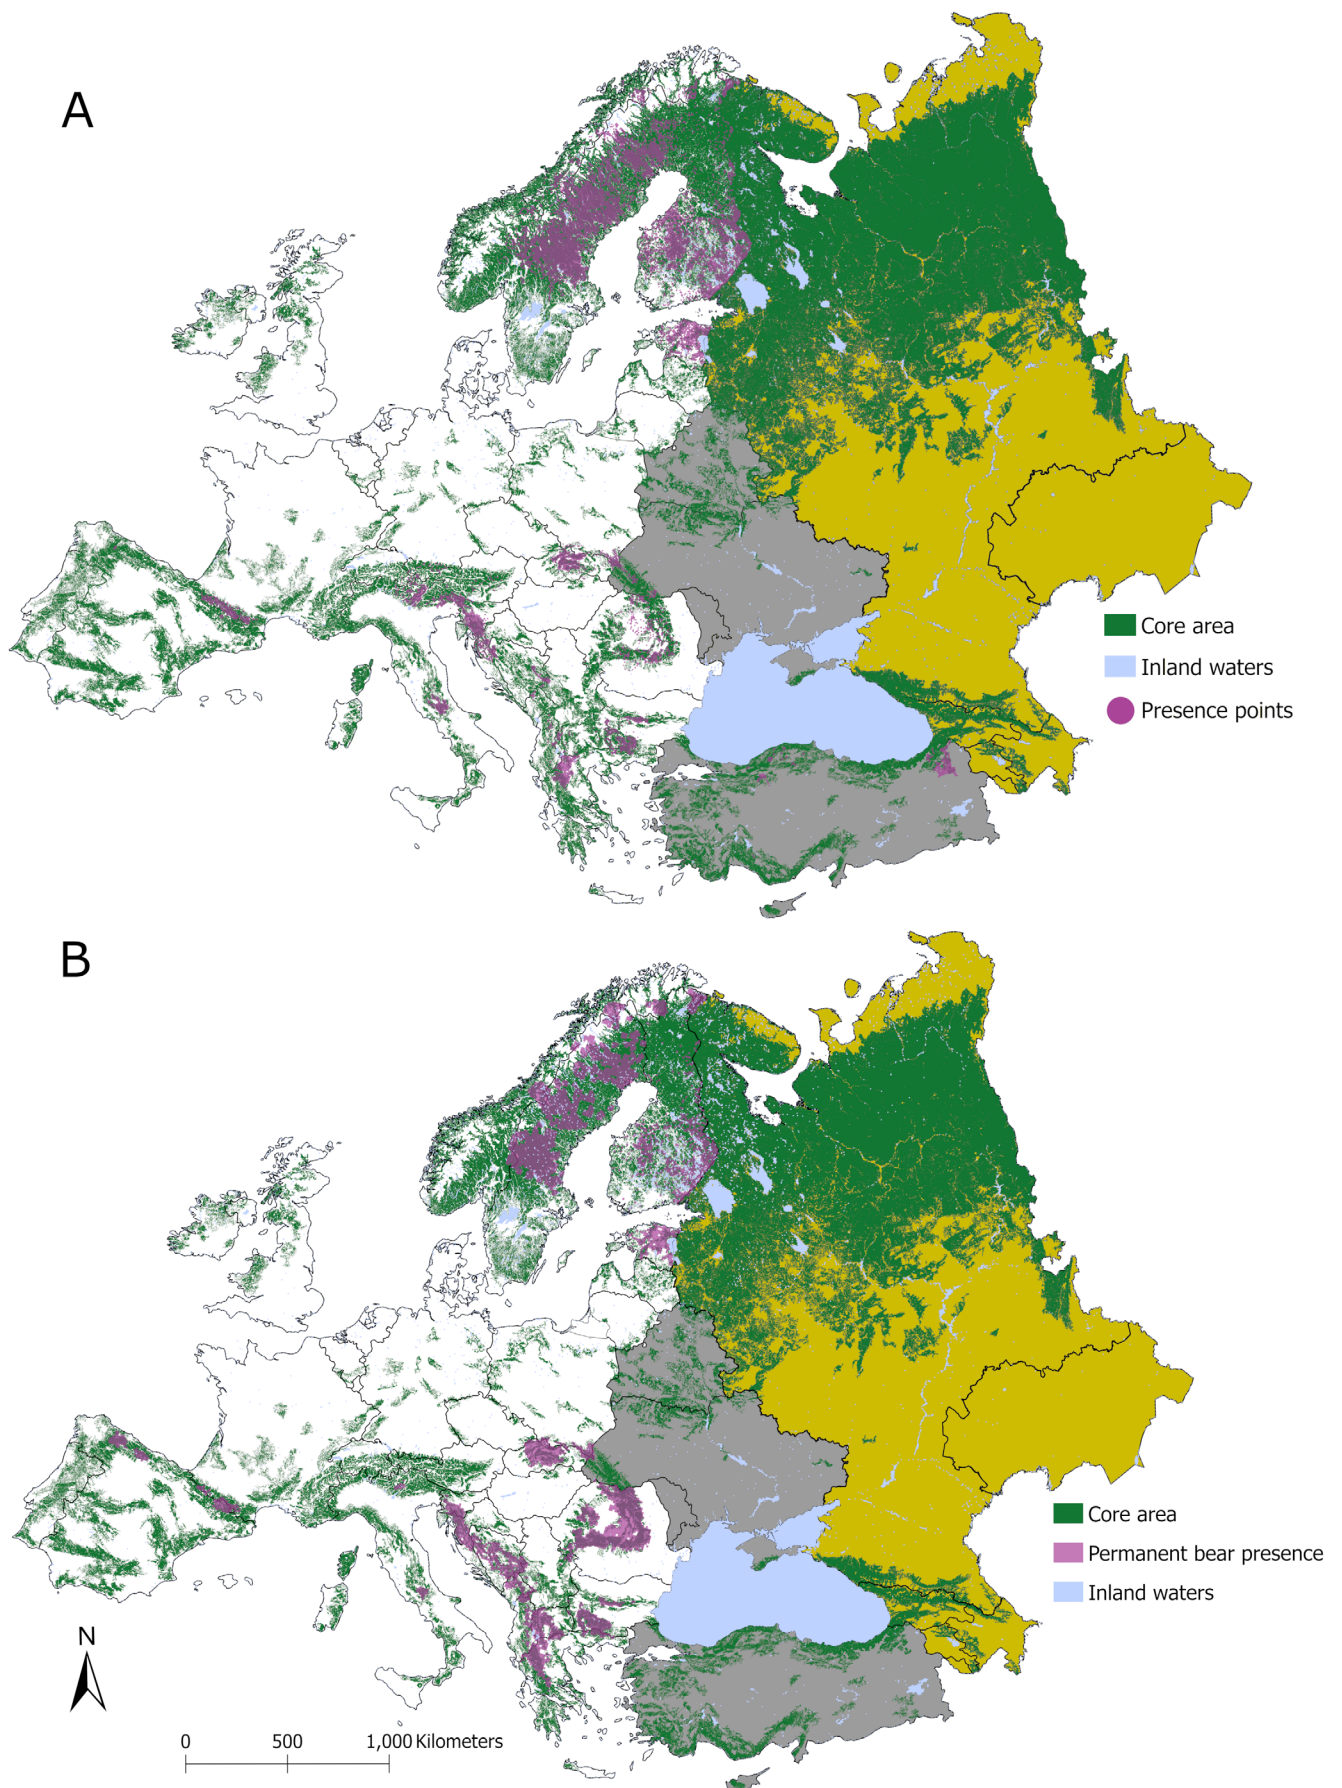 A
Core area
Inland waters
Presence points
B
Core area
Permanent bear presence
Inland waters
N
0 500 1,000 Kilometers